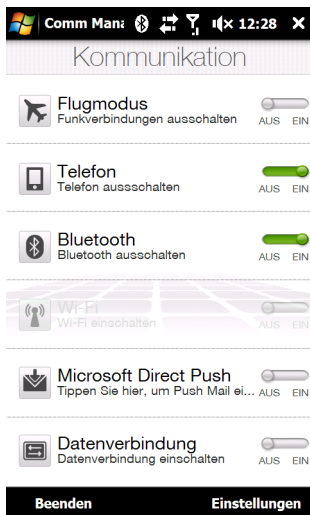 Comm Mana 12:28
Kommunikation
Flugmodus
Funkverbindungen ausschalten
AUS EIN
Telefon
Telefon aussschalten
AUS EIN
Bluetooth
Bluetooth ausschalten
AUS EIN
Wi-Fi
Wi-Fi einschalten
AUS EIN
Microsoft Direct Push
Tippen Sie hier, um Push Mail ei...
AUS EIN
Datenverbindung
Datenverbindung einschalten
AUS EIN
Beenden Einstellungen